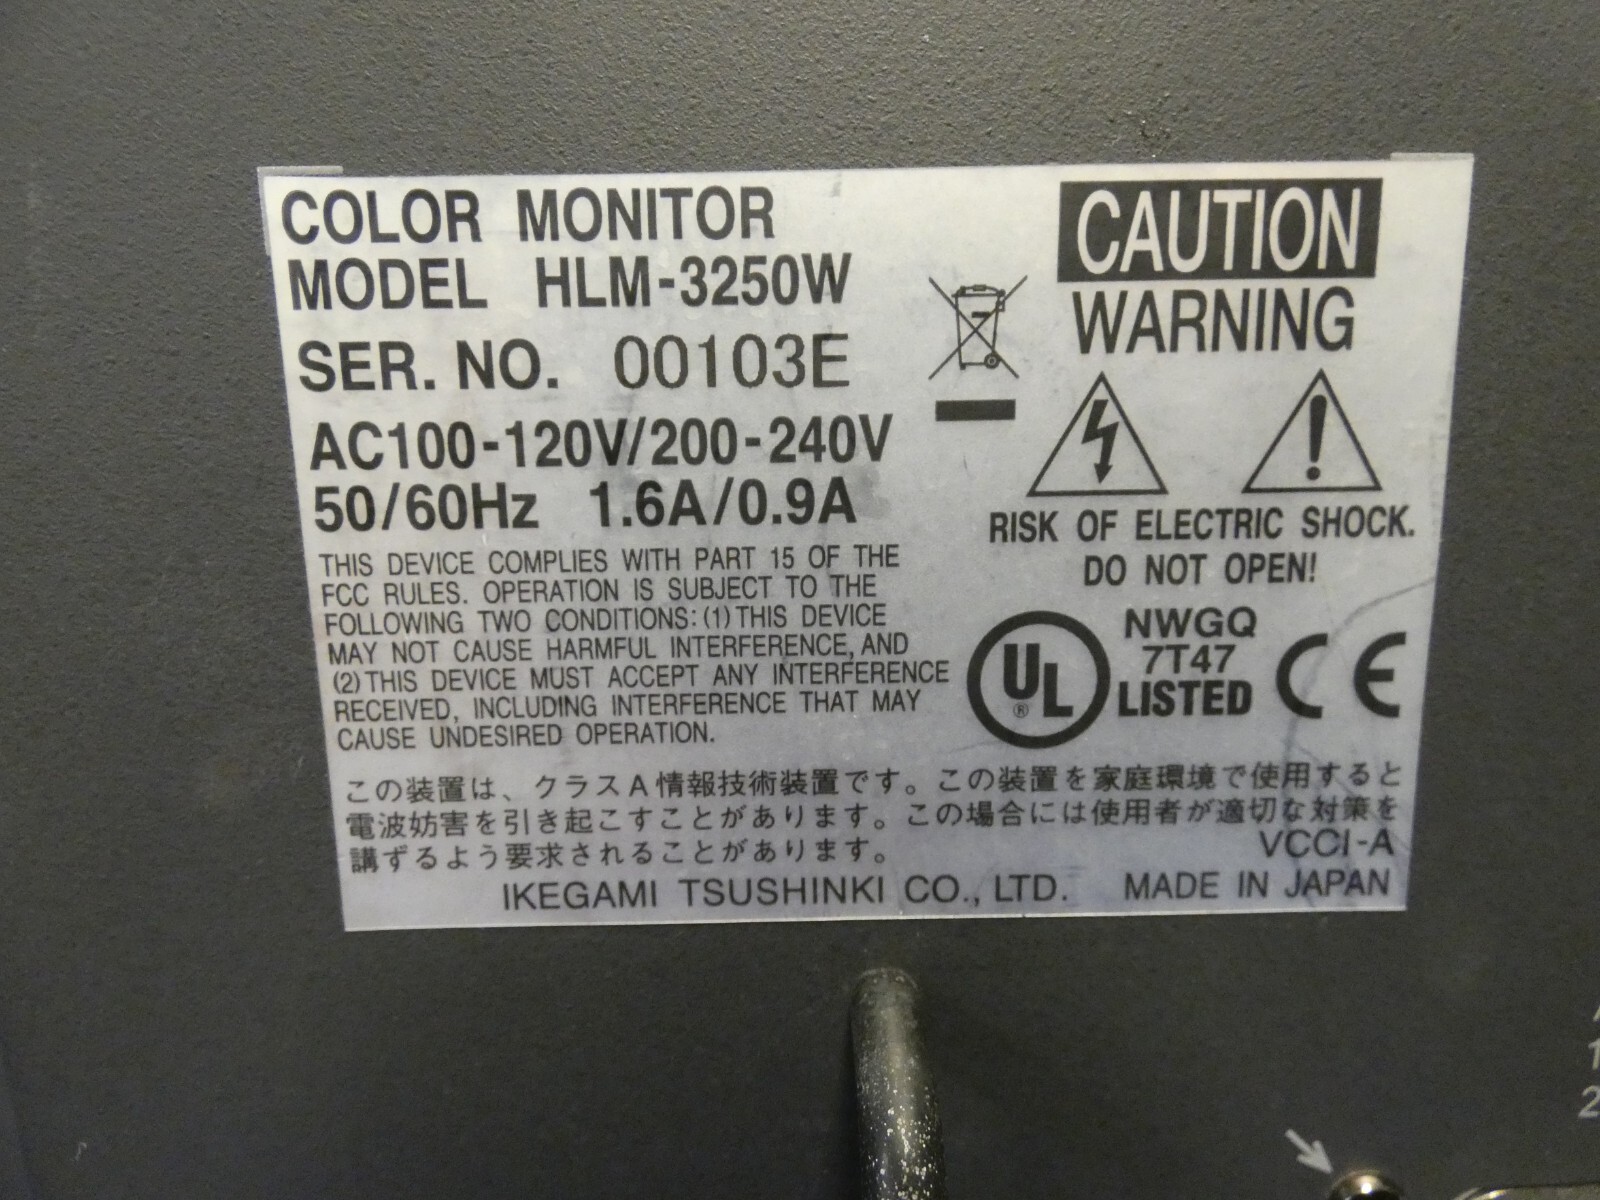 COLOR MONITOR
MODEL HLM-3250W
SER. NO. 00103E
AC100-120V/200-240V
50/60Hz 1.6A/0.9A
THIS DEVICE COMPLIES WITH PART 15 OF THE
FCC RULES. OPERATION IS SUBJECT TO THE
FOLLOWING TWO CONDITIONS: (1) THIS DEVICE
MAY NOT CAUSE HARMFUL INTERFERENCE, AND
(2) THIS DEVICE MUST ACCEPT ANY INTERFERENCE
RECEIVED, INCLUDING INTERFERENCE THAT MAY
CAUSE UNDESIRED OPERATION.
CAUTION
WARNING
RISK OF ELECTRIC SHOCK.
DO NOT OPEN!
UL®
NWGQ
7T47
LISTED
CE
この装置は、クラスA情報技術装置です。この装置を家庭環境で使用すると
電波妨害を引き起こすことがあります。この場合には使用者が適切な対策を
講ずるよう要求されることがあります。
VCCI-A
IKEGAMI TSUSHINKI CO., LTD. MADE IN JAPAN